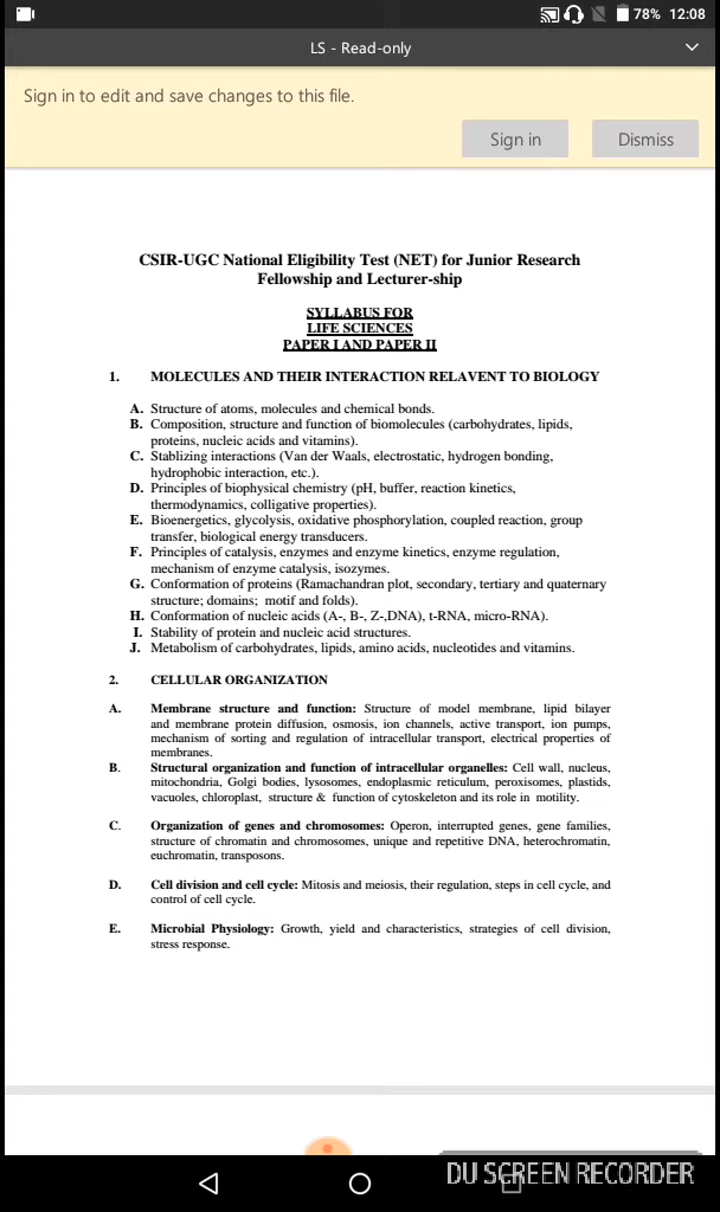 78% 12:08
LS - Read-only
Sign in to edit and save changes to this file.
Sign in
Dismiss
CSIR-UGC National Eligibility Test (NET) for Junior Research
Fellowship and Lecturer-ship
SYLLABUS FOR
LIFE SCIENCES
PAPER I AND PAPER II
1. MOLECULES AND THEIR INTERACTION RELAVENT TO BIOLOGY
A. Structure of atoms, molecules and chemical bonds.
B. Composition, structure and function of biomolecules (carbohydrates, lipids,
proteins, nucleic acids and vitamins).
C. Stablizing interactions (Van der Waals, electrostatic, hydrogen bonding,
hydrophobic interaction, etc.).
D. Principles of biophysical chemistry (pH, buffer, reaction kinetics,
thermodynamics, colligative properties).
E. Bioenergetics, glycolysis, oxidative phosphorylation, coupled reaction, group
transfer, biological energy transducers.
F. Principles of catalysis, enzymes and enzyme kinetics, enzyme regulation,
mechanism of enzyme catalysis, isozymes.
G. Conformation of proteins (Ramachandran plot, secondary, tertiary and quaternary
structure; domains; motif and folds).
H. Conformation of nucleic acids (A-, B-, Z-,DNA), t-RNA, micro-RNA).
I. Stability of protein and nucleic acid structures.
J. Metabolism of carbohydrates, lipids, amino acids, nucleotides and vitamins.
2. CELLULAR ORGANIZATION
A. Membrane structure and function: Structure of model membrane, lipid bilayer
and membrane protein diffusion, osmosis, ion channels, active transport, ion pumps,
mechanism of sorting and regulation of intracellular transport, electrical properties of
membranes.
B. Structural organization and function of intracellular organelles: Cell wall, nucleus,
mitochondria, Golgi bodies, lysosomes, endoplasmic reticulum, peroxisomes, plastids,
vacuoles, chloroplast, structure & function of cytoskeleton and its role in motility.
C. Organization of genes and chromosomes: Operon, interrupted genes, gene families,
structure of chromatin and chromosomes, unique and repetitive DNA, heterochromatin,
euchromatin, transposons.
D. Cell division and cell cycle: Mitosis and meiosis, their regulation, steps in cell cycle, and
control of cell cycle.
E. Microbial Physiology: Growth, yield and characteristics, strategies of cell division,
stress response.
DU SCREEN RECORDER